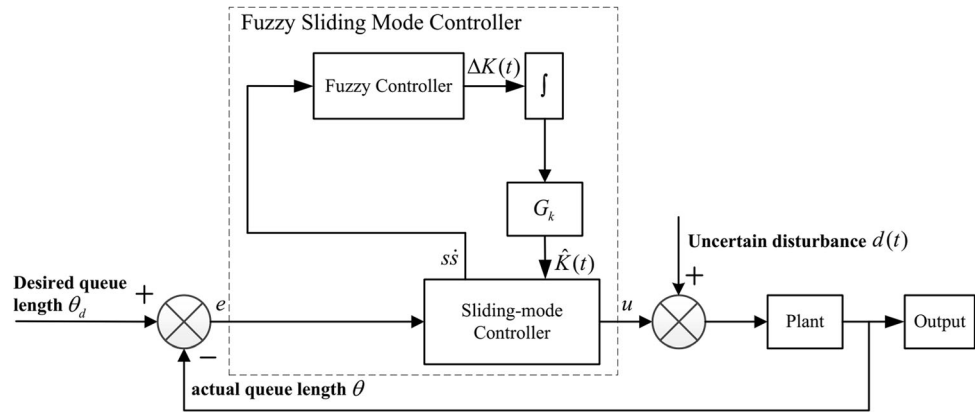 Fuzzy Sliding Mode Controller
Fuzzy Controller
ΔK(t)
∫
G_k
sṡ
K̂(t)
Uncertain disturbance d(t)
Desired queue
length θ_d
+
e
Sliding-mode
Controller
u
+
Plant
Output
−
actual queue length θ